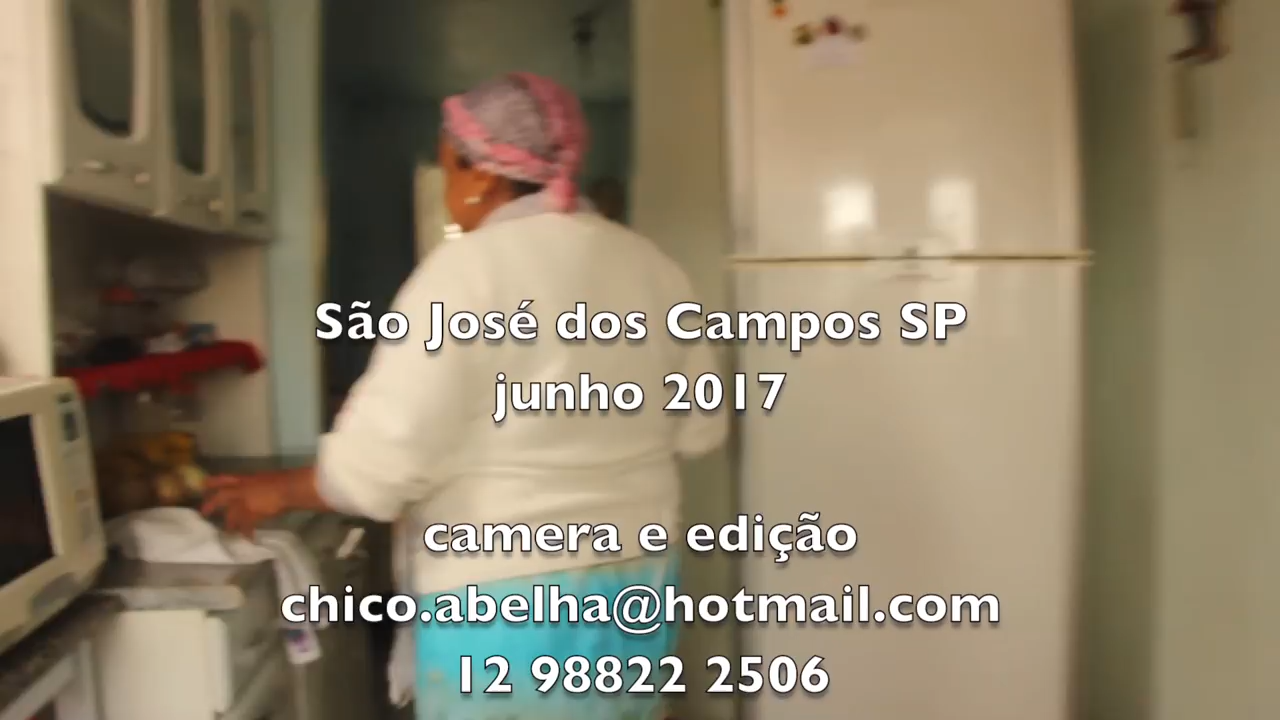 São José dos Campos SP
junho 2017
camera e edição
chico.abelha@hotmail.com
12 98822 2506